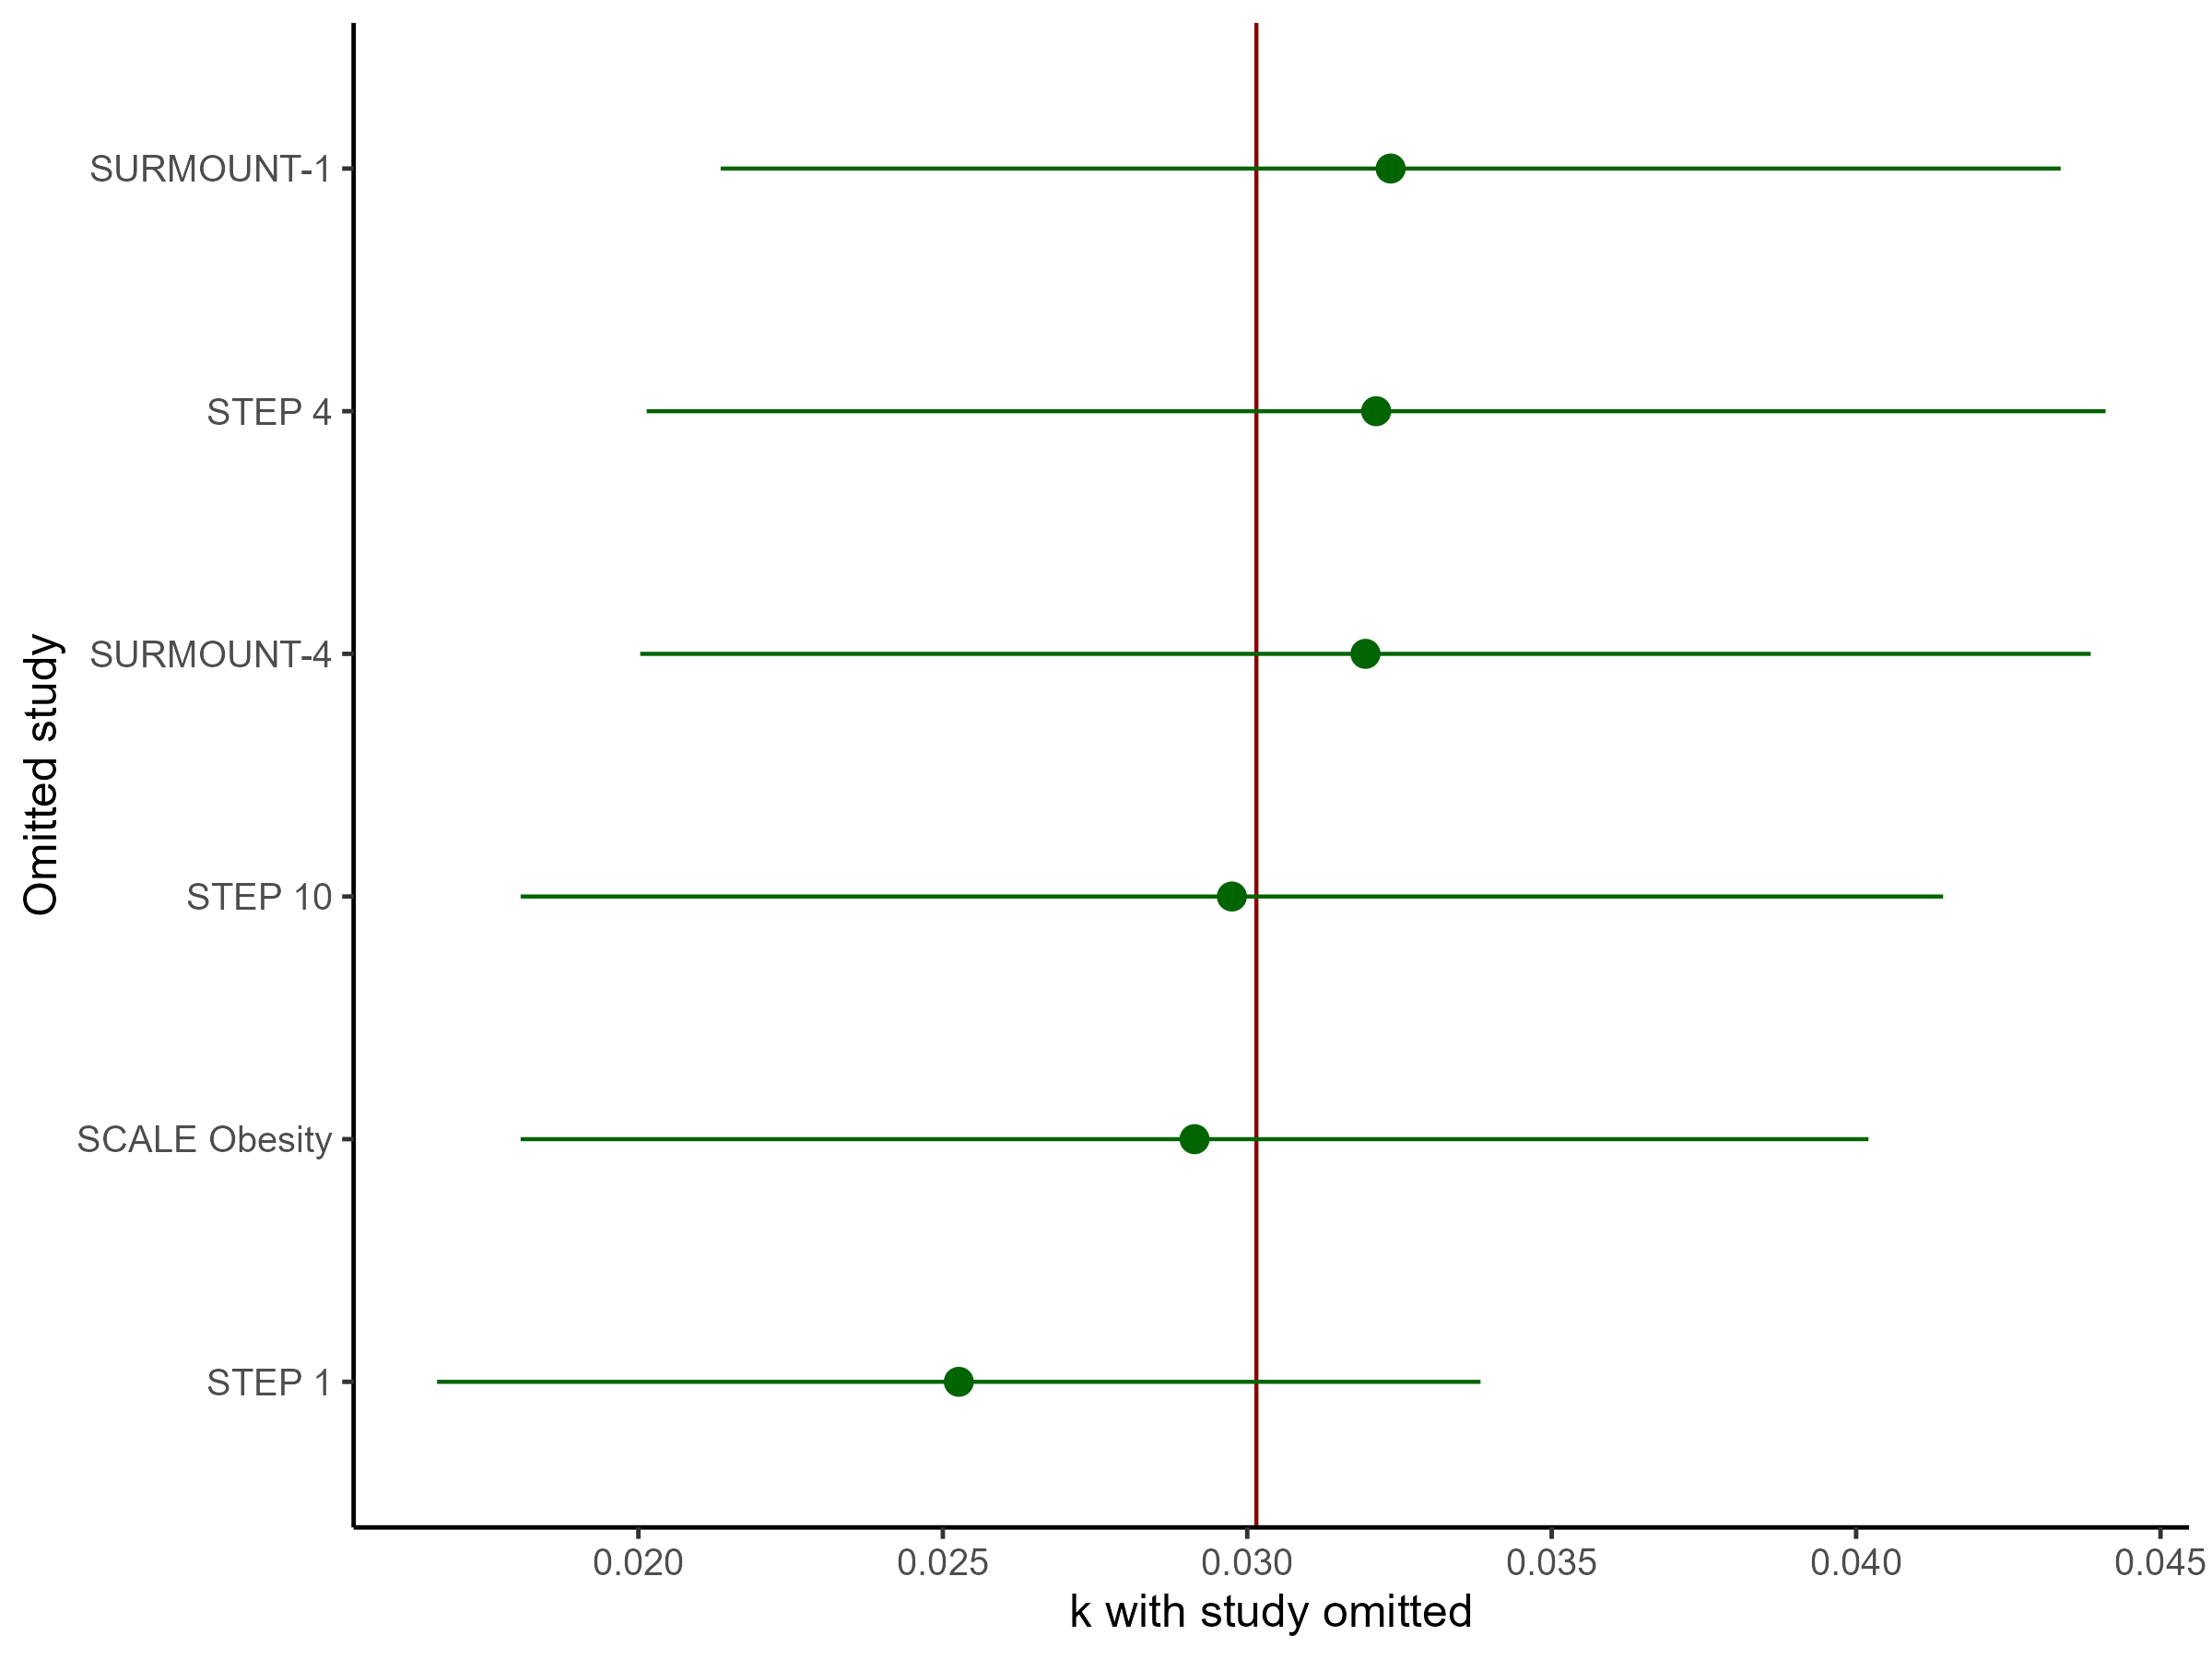 Omitted study
SURMOUNT-1
STEP 4
SURMOUNT-4
STEP 10
SCALE Obesity
STEP 1
0.020 0.025 0.030 0.035 0.040 0.045
k with study omitted